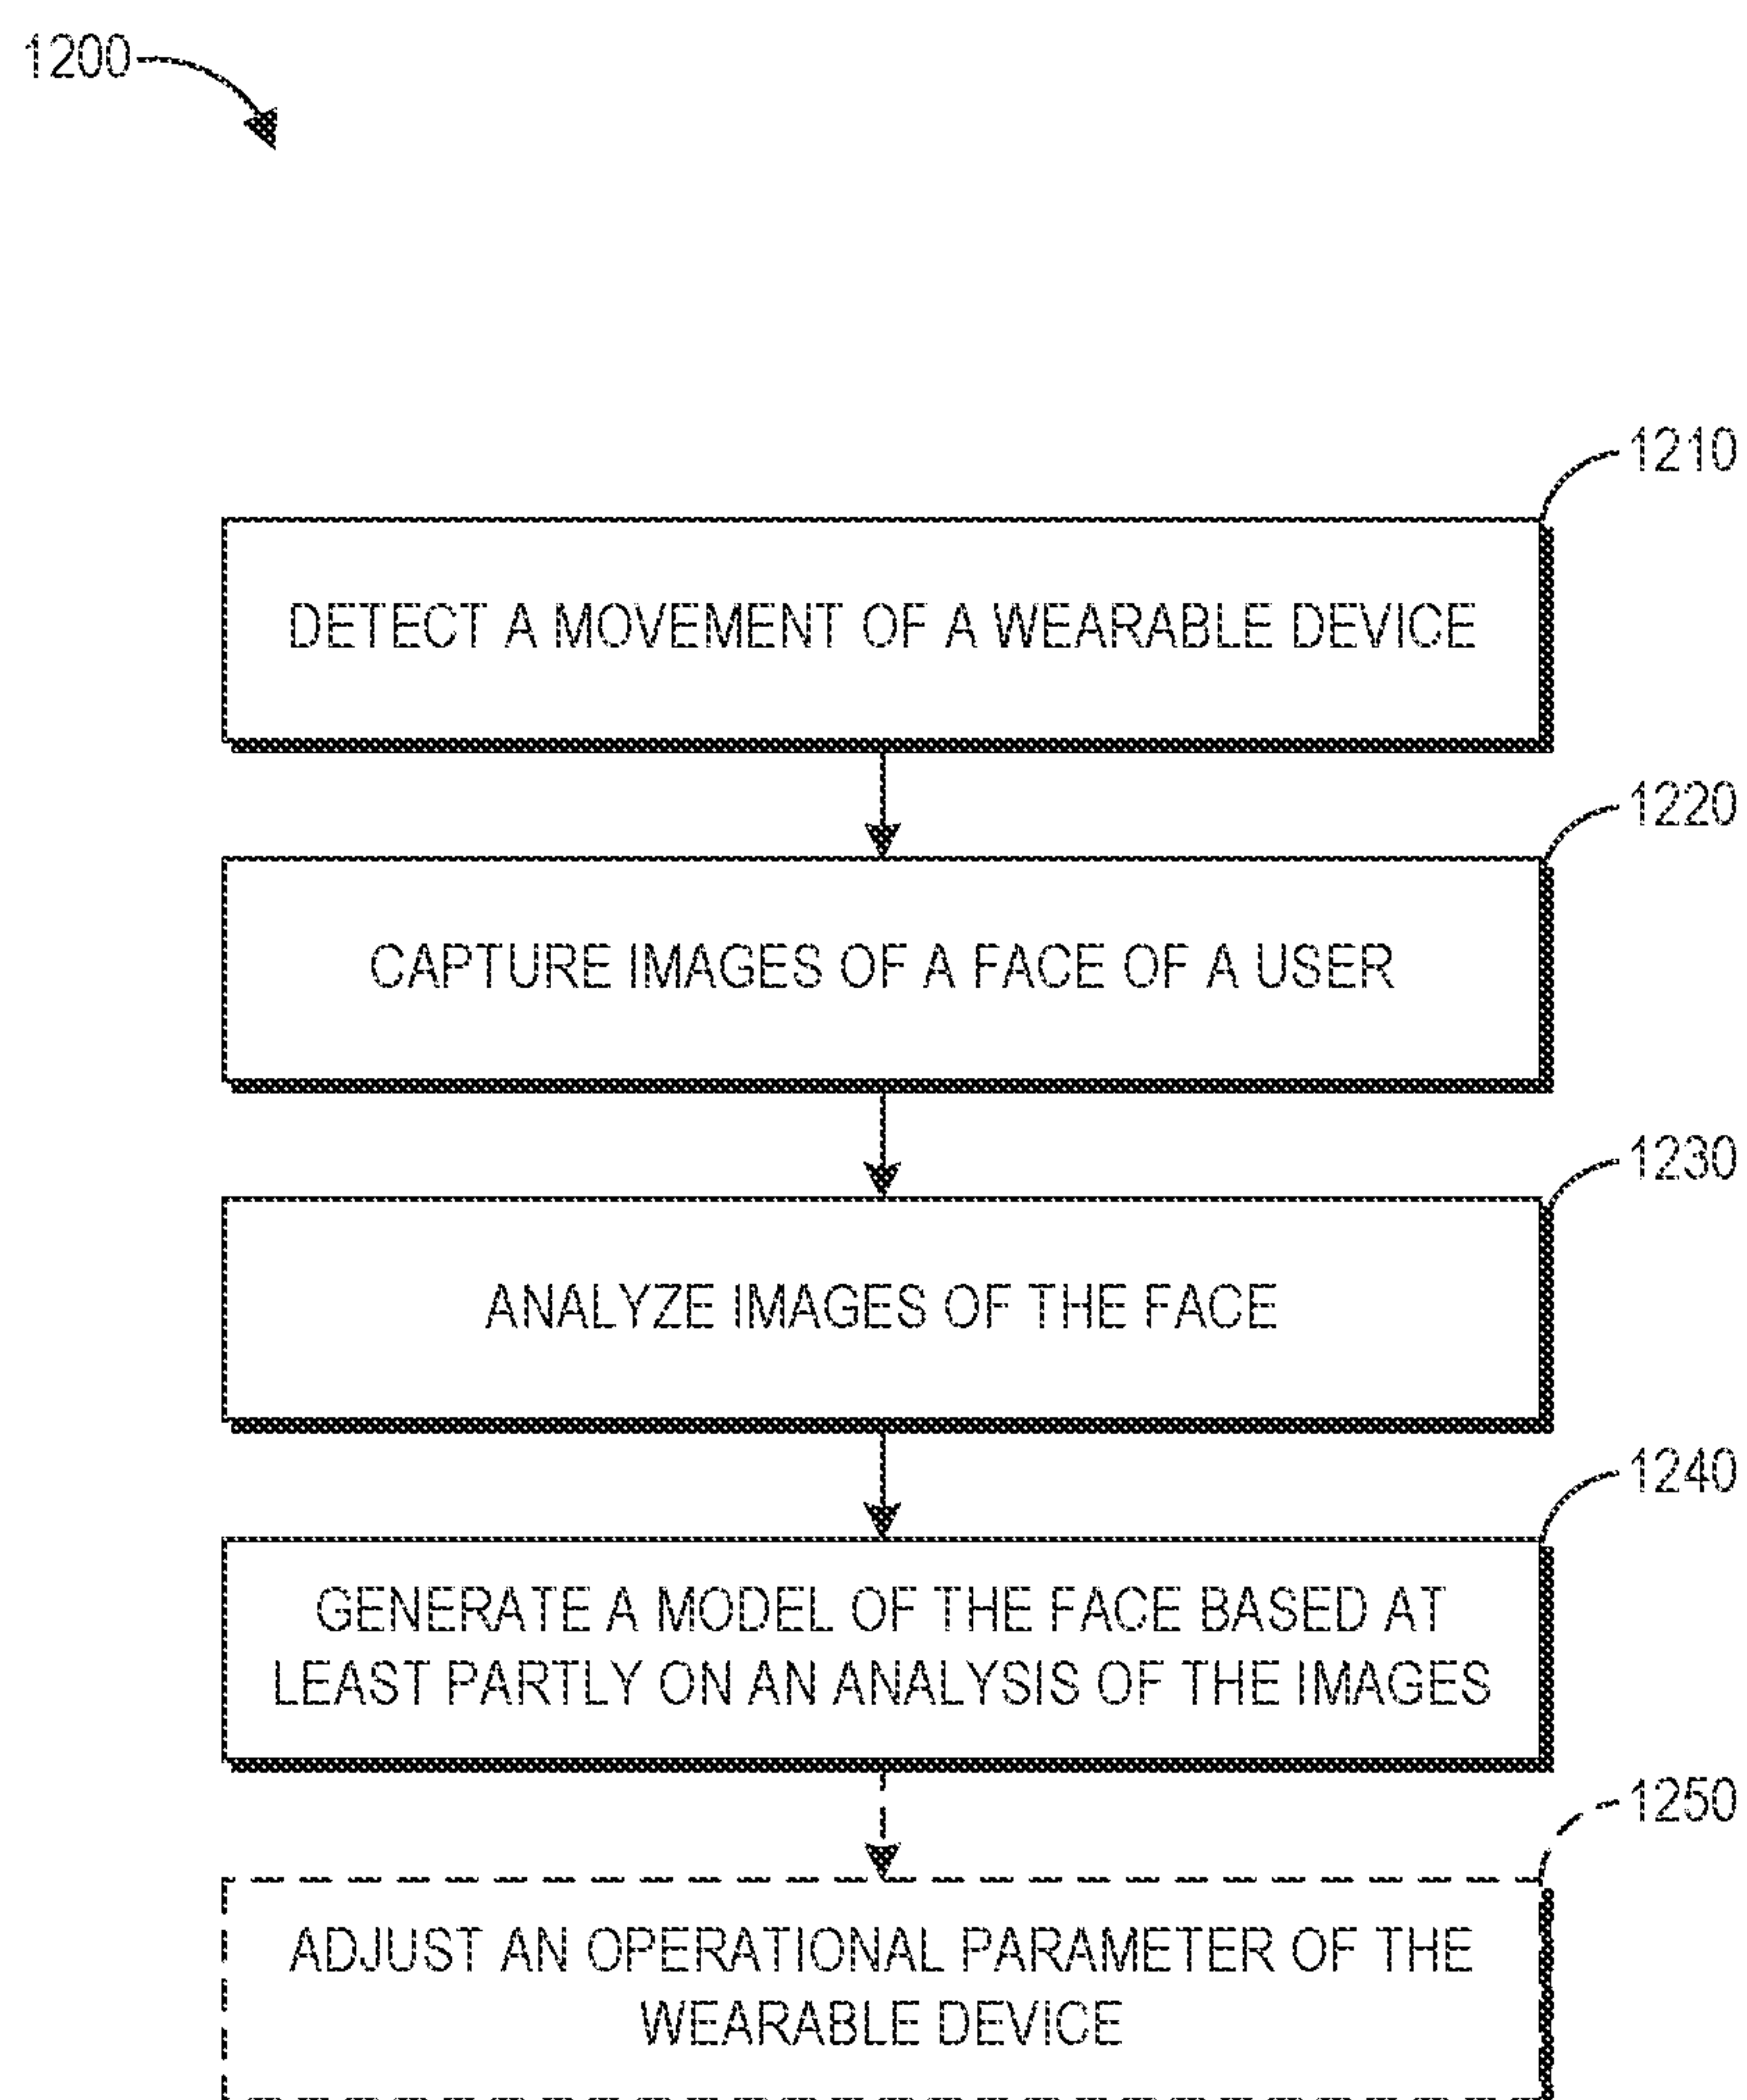 1200
1210
DETECT A MOVEMENT OF A WEARABLE DEVICE
1220
CAPTURE IMAGES OF A FACE OF A USER
1230
ANALYZE IMAGES OF THE FACE
1240
GENERATE A MODEL OF THE FACE BASED AT
LEAST PARTLY ON AN ANALYSIS OF THE IMAGES
1250
ADJUST AN OPERATIONAL PARAMETER OF THE
WEARABLE DEVICE